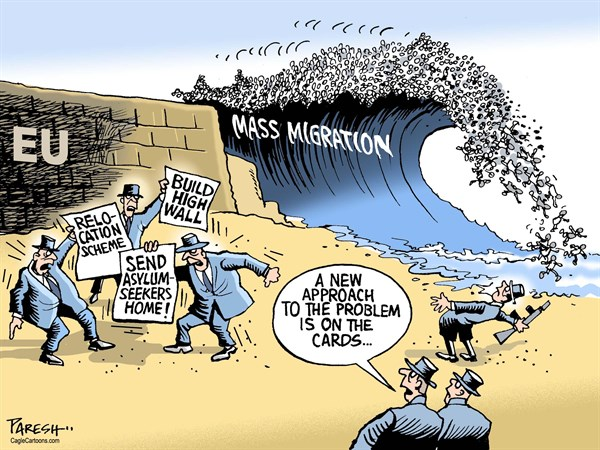 EU
MASS MIGRATION
RELO-
CATION
SCHEME
BUILD
HIGH
WALL
SEND
ASYLUM-
SEEKERS
HOME!
A NEW
APPROACH
TO THE PROBLEM
IS ON THE
CARDS...
PARESH..
CagleCartoons.com